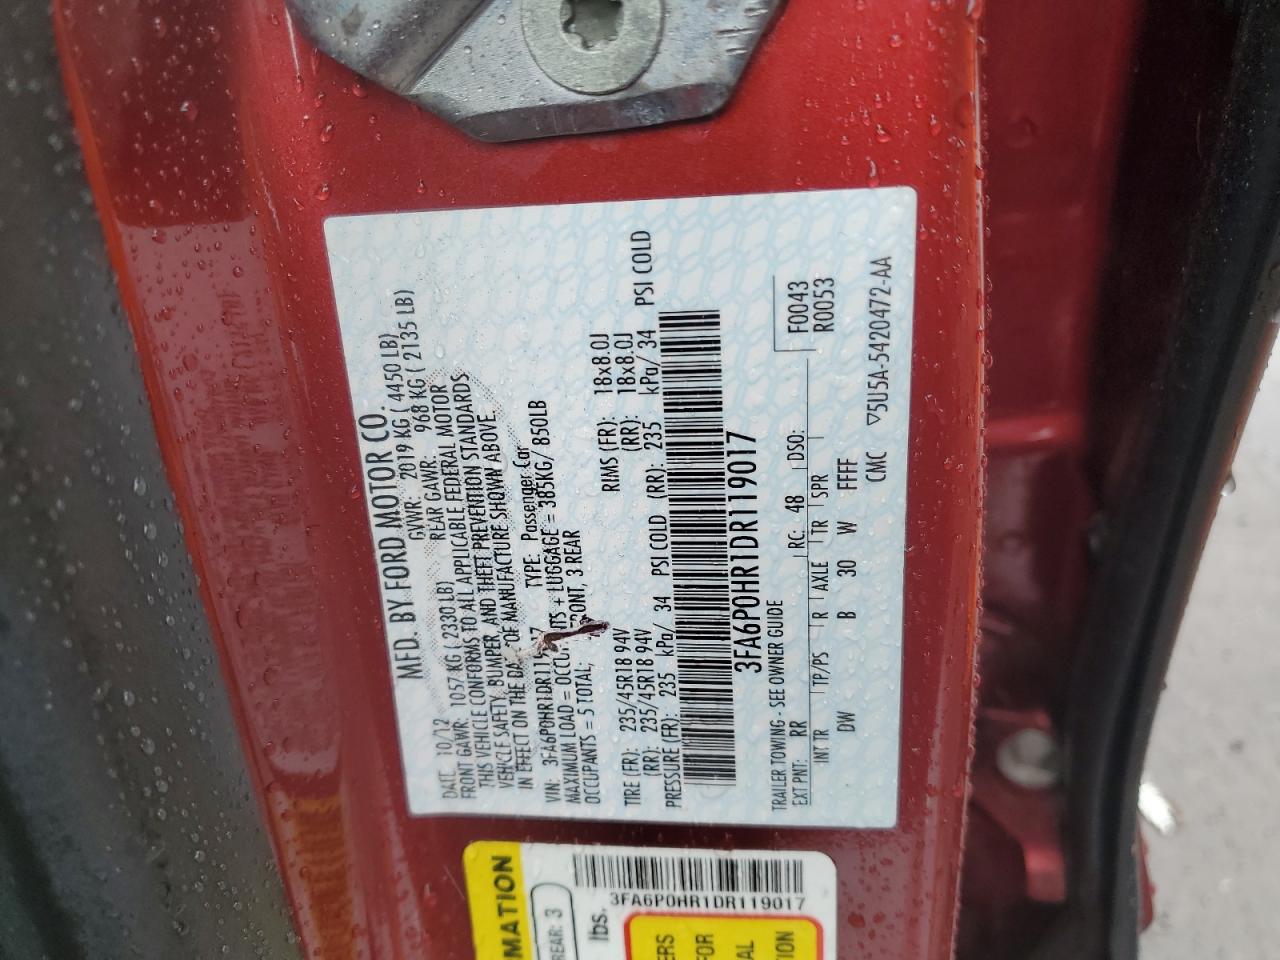 MFD. BY FORD MOTOR CO.
DATE: 10/12 GVWR: 2019 KG ( 4450 LB)
FRONT GAWR: 1057 KG ( 2330 LB) REAR GAWR: 968 KG ( 2135 LB)
THIS VEHICLE CONFORMS TO ALL APPLICABLE FEDERAL MOTOR
VEHICLE SAFETY, BUMPER, AND THEFT PREVENTION STANDARDS
IN EFFECT ON THE DATE OF MANUFACTURE SHOWN ABOVE.
VIN: 3FA6P0HR1DR119017 TYPE: Passenger Car
MAXIMUM LOAD = OCCUPANTS + LUGGAGE = 385KG/ 850LB
OCCUPANTS = 5 TOTAL; FRONT, 3 REAR
TIRE (FR): 235/45R18 94V RIMS (FR): 18x8.0J
(RR): 235/45R18 94V (RR): 18x8.0J
PRESSURE (FR): 235 kPa/ 34 PSI COLD (RR): 235 kPa/ 34 PSI COLD
3FA6P0HR1DR119017
TRAILER TOWING - SEE OWNER GUIDE
EXT PNT: RR RC: 48 DSO: F0043
R0053
INT TR TP/PS R AXLE TR SPR
DW B 30 W FFFF
CMC ▽5U5A-5420472-AA
MATION
REAR: 3
lbs.
3FA6P0HR1DR119017
ERS
FOR
AL
TION